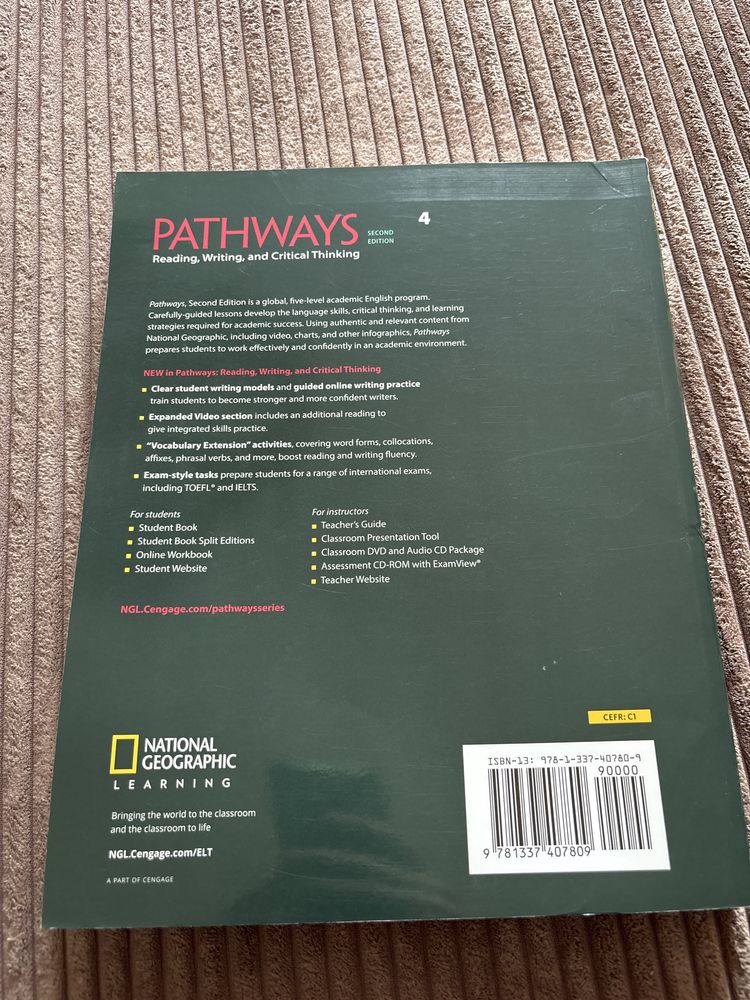 PATHWAYS SECOND EDITION 4
Reading, Writing, and Critical Thinking
Pathways, Second Edition is a global, five-level academic English program.
Carefully-guided lessons develop the language skills, critical thinking, and learning
strategies required for academic success. Using authentic and relevant content from
National Geographic, including video, charts, and other infographics, Pathways
prepares students to work effectively and confidently in an academic environment.
NEW in Pathways: Reading, Writing, and Critical Thinking
Clear student writing models and guided online writing practice
train students to become stronger and more confident writers.
Expanded Video section includes an additional reading to
give integrated skills practice.
"Vocabulary Extension" activities, covering word forms, collocations,
affixes, phrasal verbs, and more, boost reading and writing fluency.
Exam-style tasks prepare students for a range of international exams,
including TOEFL® and IELTS.
For students
Student Book
Student Book Split Editions
Online Workbook
Student Website
For instructors
Teacher's Guide
Classroom Presentation Tool
Classroom DVD and Audio CD Package
Assessment CD-ROM with ExamView®
Teacher Website
NGL.Cengage.com/pathwaysseries
CEFR: C1
NATIONAL
GEOGRAPHIC
LEARNING
Bringing the world to the classroom
and the classroom to life
NGL.Cengage.com/ELT
A PART OF CENGAGE
ISBN-13: 978-1-337-40780-9
90000
9 781337 407809